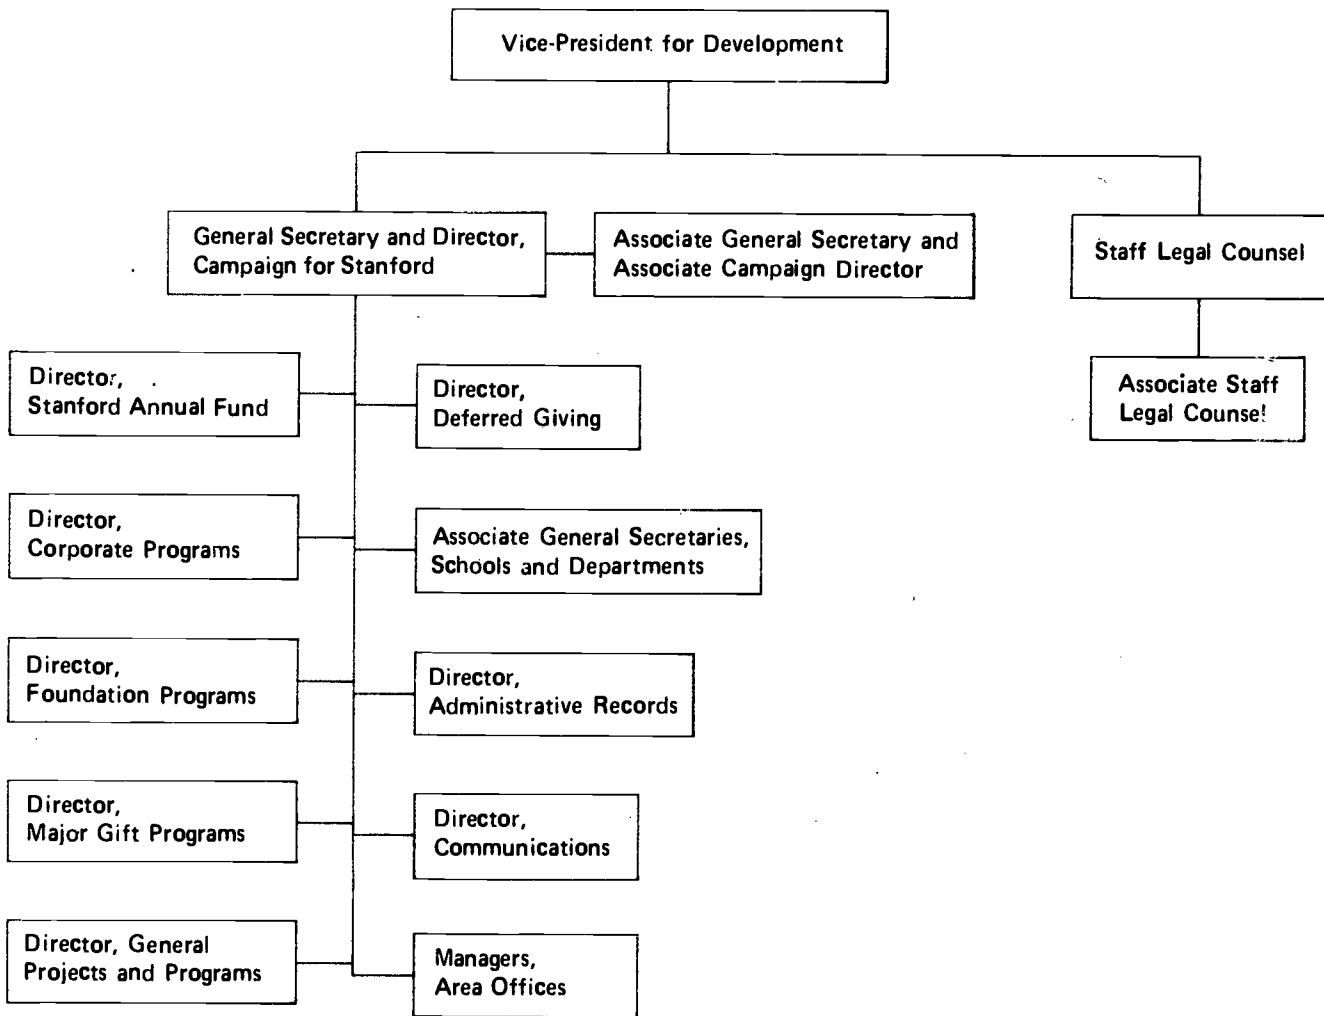 Vice-President for Development
General Secretary and Director,
Campaign for Stanford
Associate General Secretary and
Associate Campaign Director
Staff Legal Counsel
Associate Staff
Legal Counsel
Director,
Stanford Annual Fund
Director,
Deferred Giving
Director,
Corporate Programs
Associate General Secretaries,
Schools and Departments
Director,
Foundation Programs
Director,
Administrative Records
Director,
Major Gift Programs
Director,
Communications
Director, General
Projects and Programs
Managers,
Area Offices